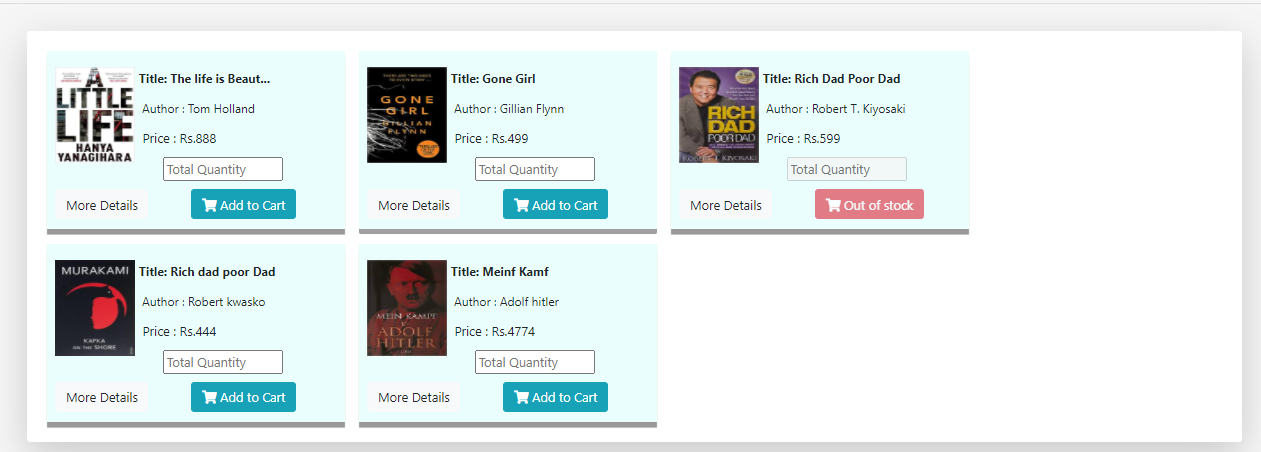 A
LITTLE
LIFE
HANYA
YANAGIHARA
Title: The life is Beaut...
Author : Tom Holland
Price : Rs.888
Total Quantity
More Details
Add to Cart
GONE
GIRL
GILLIAN
FLYNN
Title: Gone Girl
Author : Gillian Flynn
Price : Rs.499
Total Quantity
More Details
Add to Cart
RICH
DAD
POOR DAD
ROBERT T. KIYOSAKI
Title: Rich Dad Poor Dad
Author : Robert T. Kiyosaki
Price : Rs.599
Total Quantity
More Details
Out of stock
MURAKAMI
KAFKA
ON THE SHORE
Title: Rich dad poor Dad
Author : Robert kwasko
Price : Rs.444
Total Quantity
More Details
Add to Cart
MEIN KAMPF
ADOLF
HITLER
Title: Meinf Kamf
Author : Adolf hitler
Price : Rs.4774
Total Quantity
More Details
Add to Cart